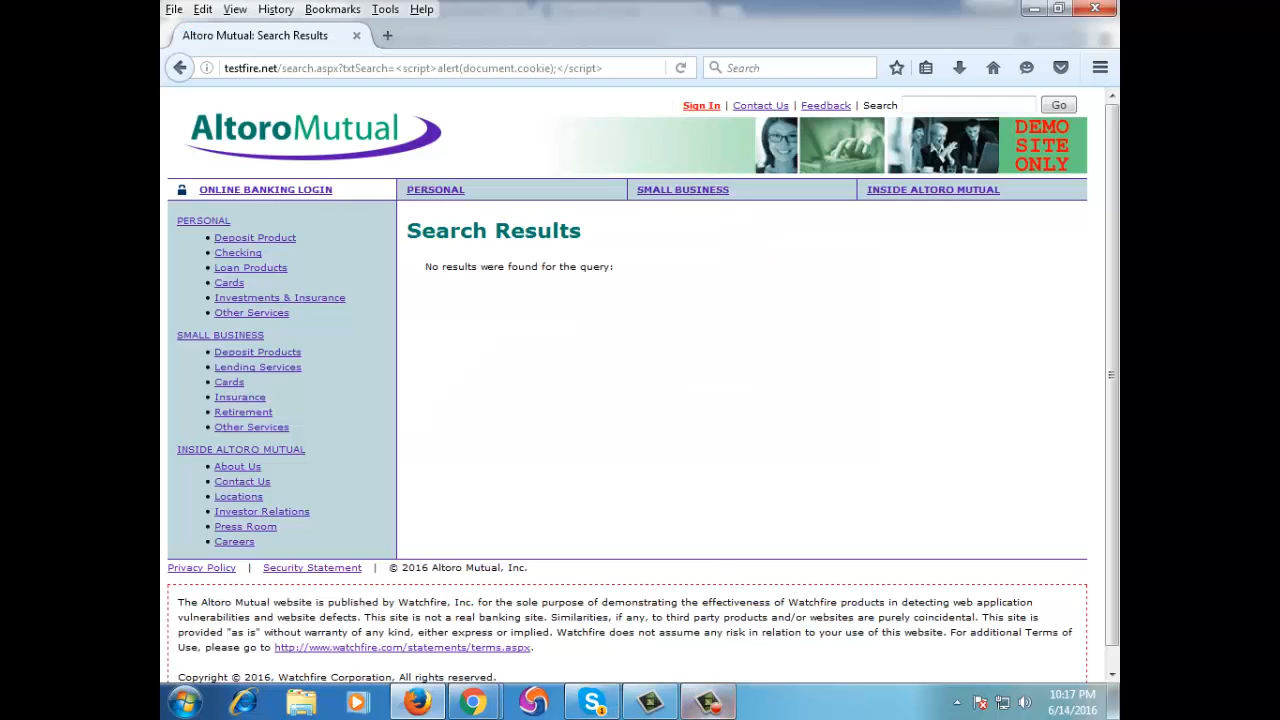 File Edit View History Bookmarks Tools Help
Altoro Mutual: Search Results
testfire.net/search.aspx?txtSearch=<script>alert(document.cookie);</script>
Search
Sign In | Contact Us | Feedback | Search Go
AltoroMutual
DEMO
SITE
ONLY
ONLINE BANKING LOGIN
PERSONAL
SMALL BUSINESS
INSIDE ALTORO MUTUAL
PERSONAL
Deposit Product
Checking
Loan Products
Cards
Investments & Insurance
Other Services
SMALL BUSINESS
Deposit Products
Lending Services
Cards
Insurance
Retirement
Other Services
INSIDE ALTORO MUTUAL
About Us
Contact Us
Locations
Investor Relations
Press Room
Careers
Search Results
No results were found for the query:
Privacy Policy | Security Statement | © 2016 Altoro Mutual, Inc.
The Altoro Mutual website is published by Watchfire, Inc. for the sole purpose of demonstrating the effectiveness of Watchfire products in detecting web application
vulnerabilities and website defects. This site is not a real banking site. Similarities, if any, to third party products and/or websites are purely coincidental. This site is
provided "as is" without warranty of any kind, either express or implied. Watchfire does not assume any risk in relation to your use of this website. For additional Terms of
Use, please go to http://www.watchfire.com/statements/terms.aspx.
Copyright © 2016, Watchfire Corporation, All rights reserved.
10:17 PM
6/14/2016